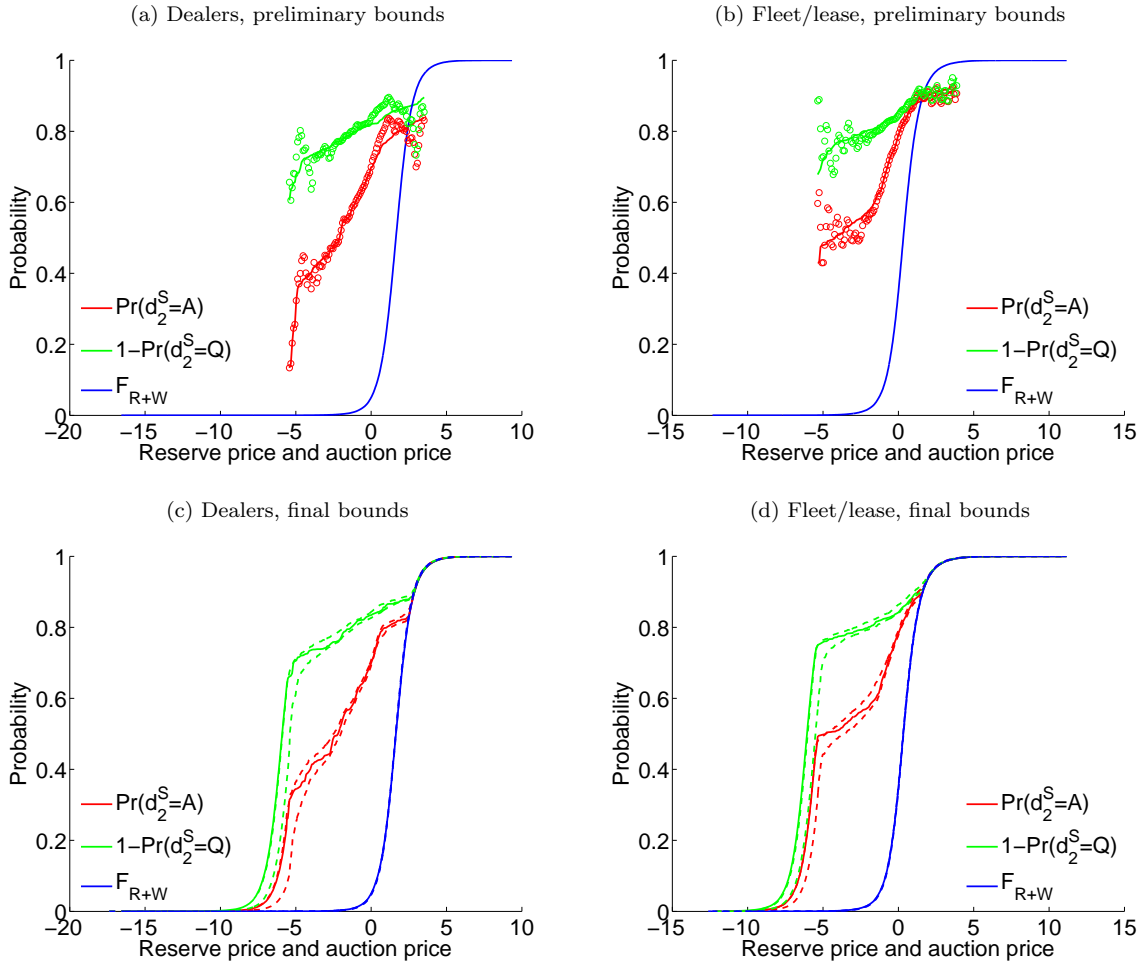 (a) Dealers, preliminary bounds
Probability
1
0.8
0.6
0.4
0.2
0
Pr(d₂ˢ=A)
1−Pr(d₂ˢ=Q)
F_{R+W}
−20 −15 −10 −5 0 5 10
Reserve price and auction price
(b) Fleet/lease, preliminary bounds
Probability
1
0.8
0.6
0.4
0.2
0
Pr(d₂ˢ=A)
1−Pr(d₂ˢ=Q)
F_{R+W}
−15 −10 −5 0 5 10 15
Reserve price and auction price
(c) Dealers, final bounds
Probability
1
0.8
0.6
0.4
0.2
0
Pr(d₂ˢ=A)
1−Pr(d₂ˢ=Q)
F_{R+W}
−20 −15 −10 −5 0 5 10
Reserve price and auction price
(d) Fleet/lease, final bounds
Probability
1
0.8
0.6
0.4
0.2
0
Pr(d₂ˢ=A)
1−Pr(d₂ˢ=Q)
F_{R+W}
−15 −10 −5 0 5 10 15
Reserve price and auction price